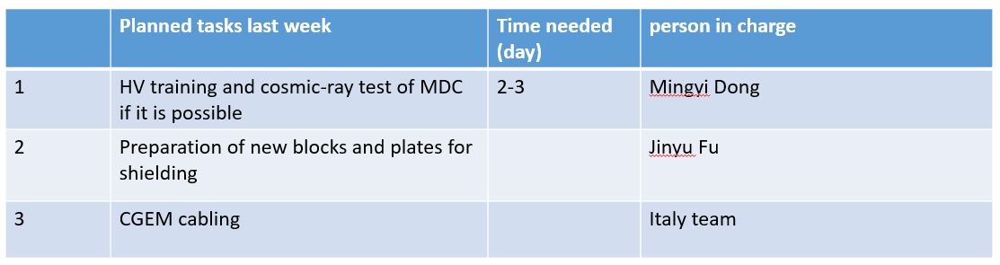 Planned tasks last week
Time needed
(day)
person in charge
1
HV training and cosmic-ray test of MDC
if it is possible
2-3
Mingyi Dong
2
Preparation of new blocks and plates for
shielding
Jinyu Fu
3
CGEM cabling
Italy team